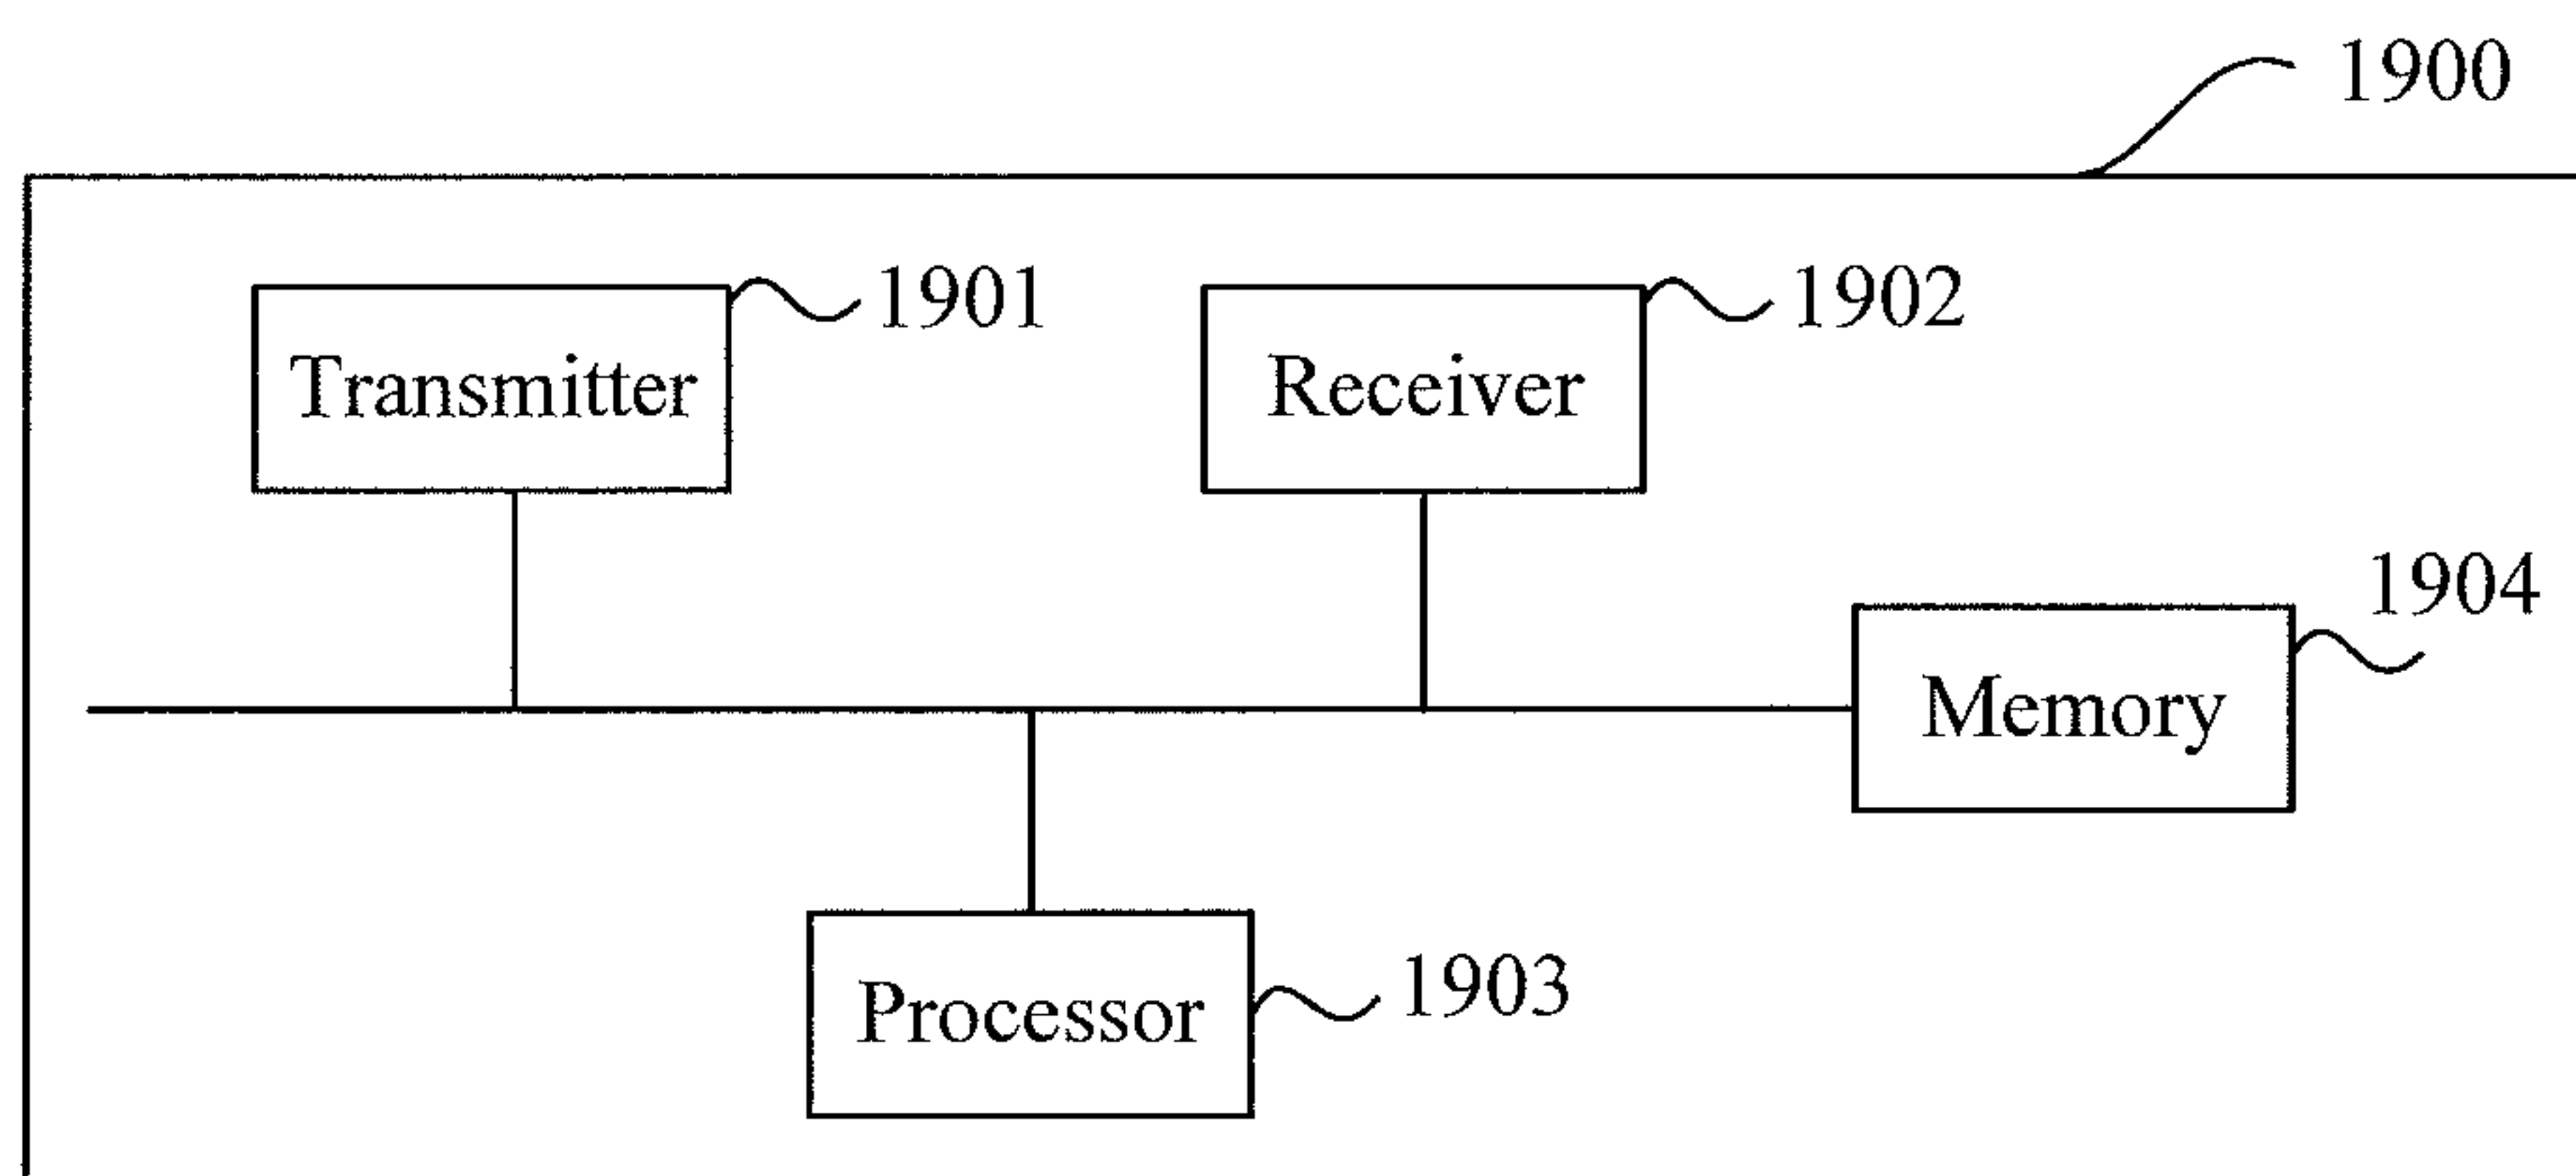 1900
Transmitter 1901
Receiver 1902
1904
Memory
Processor 1903